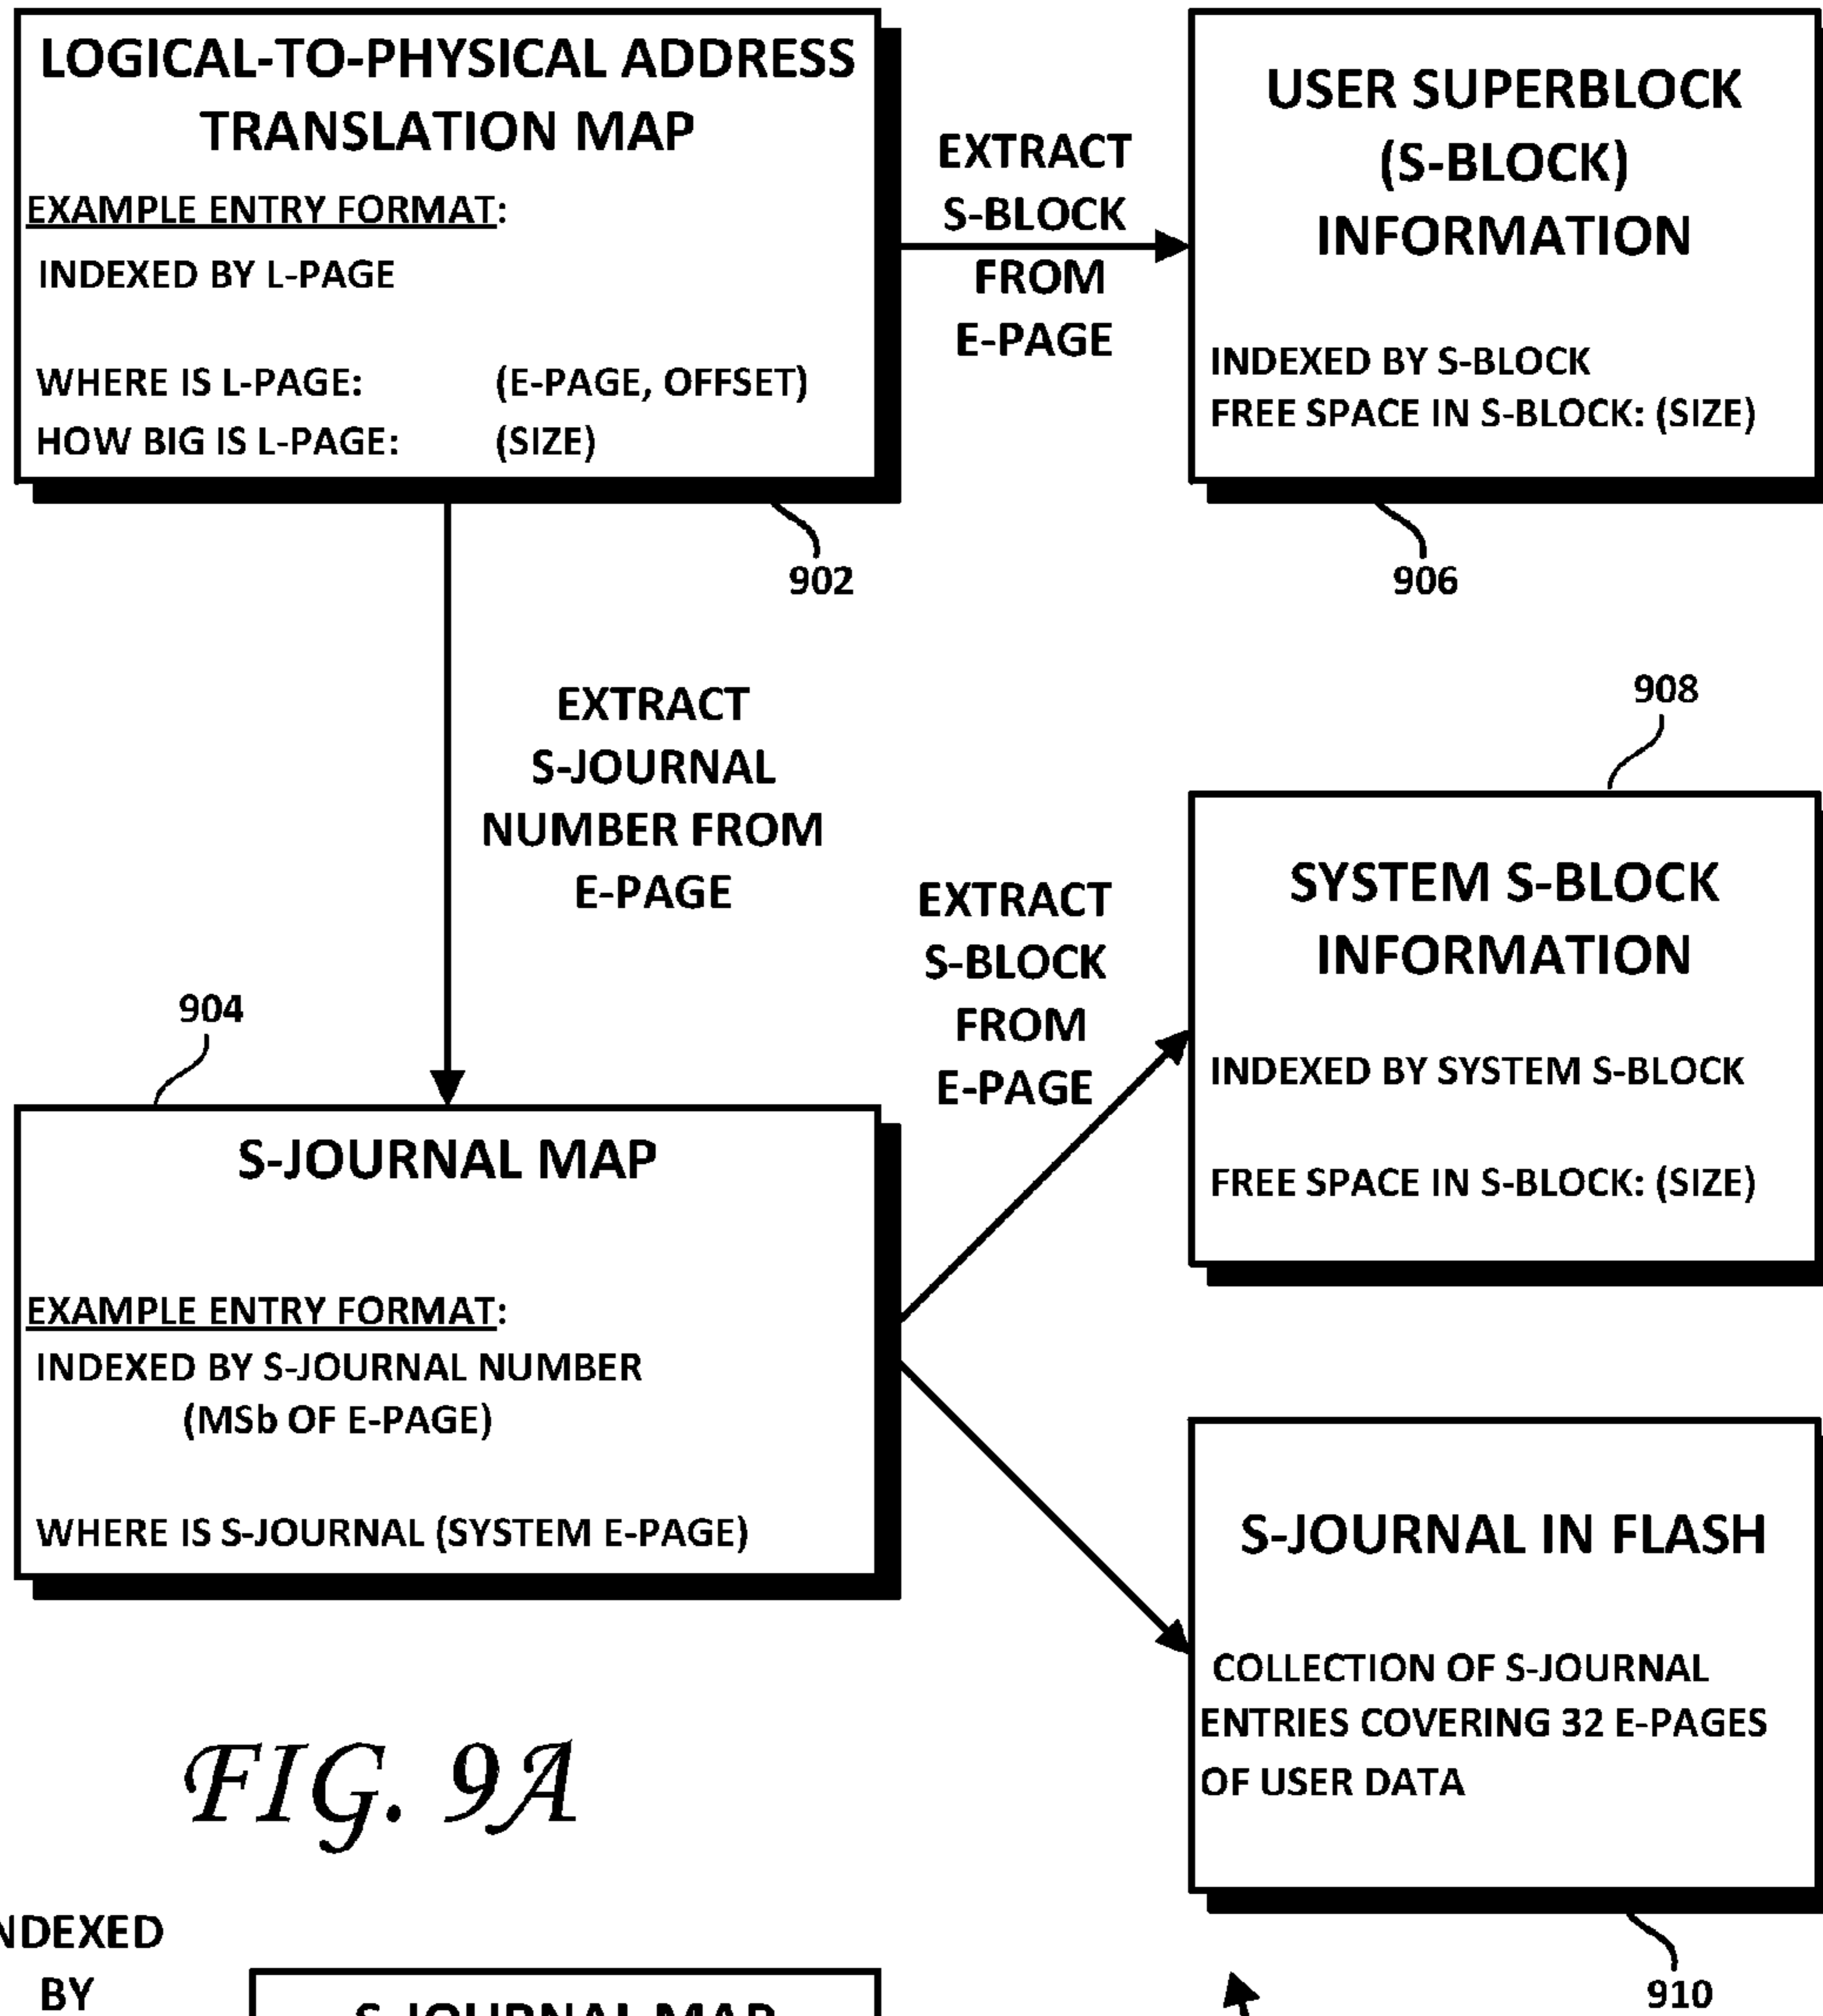 LOGICAL-TO-PHYSICAL ADDRESS
TRANSLATION MAP
EXAMPLE ENTRY FORMAT:
INDEXED BY L-PAGE
WHERE IS L-PAGE: (E-PAGE, OFFSET)
HOW BIG IS L-PAGE: (SIZE)
902
EXTRACT
S-BLOCK
FROM
E-PAGE
USER SUPERBLOCK
(S-BLOCK)
INFORMATION
INDEXED BY S-BLOCK
FREE SPACE IN S-BLOCK: (SIZE)
906
EXTRACT
S-JOURNAL
NUMBER FROM
E-PAGE
904
S-JOURNAL MAP
EXAMPLE ENTRY FORMAT:
INDEXED BY S-JOURNAL NUMBER
(MSb OF E-PAGE)
WHERE IS S-JOURNAL (SYSTEM E-PAGE)
EXTRACT
S-BLOCK
FROM
E-PAGE
908
SYSTEM S-BLOCK
INFORMATION
INDEXED BY SYSTEM S-BLOCK
FREE SPACE IN S-BLOCK: (SIZE)
S-JOURNAL IN FLASH
COLLECTION OF S-JOURNAL
ENTRIES COVERING 32 E-PAGES
OF USER DATA
910
FIG. 9A
NDEXED
BY
S-JOURNAL MAP